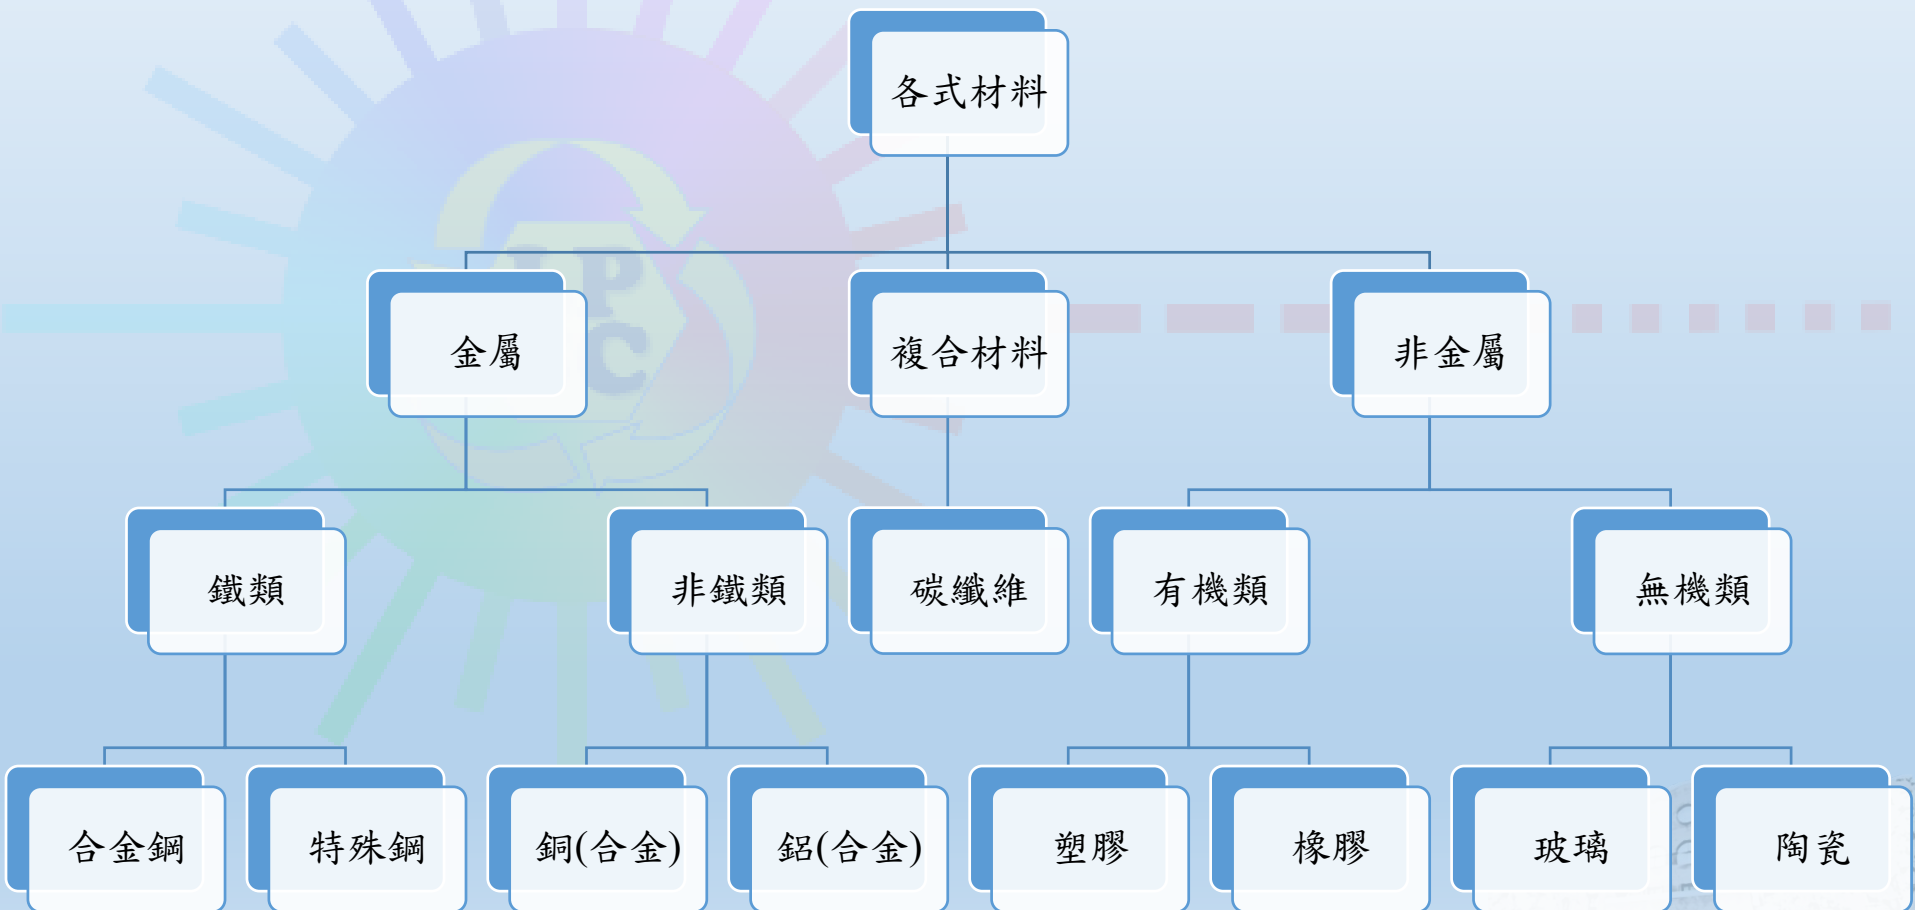 各式材料
金屬
複合材料
非金屬
鐵類
非鐵類
碳纖維
有機類
無機類
合金鋼
特殊鋼
銅(合金)
鋁(合金)
塑膠
橡膠
玻璃
陶瓷